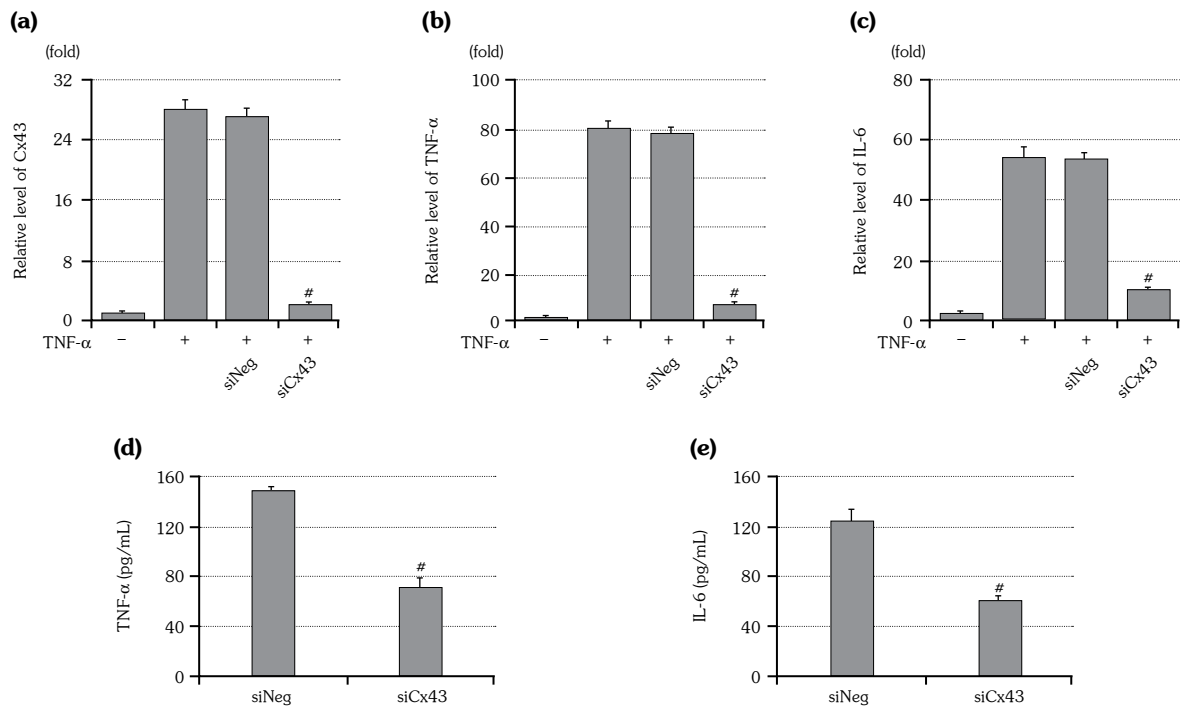 (a)
(fold)
Relative level of Cx43
32
24
16
8
0
TNF-α − + + +
siNeg siCx43
#
(b)
(fold)
Relative level of TNF-α
100
80
60
40
20
0
TNF-α − + + +
siNeg siCx43
#
(c)
(fold)
Relative level of IL-6
80
60
40
20
0
TNF-α − + + +
siNeg siCx43
#
(d)
TNF-α (pg/mL)
160
120
80
40
0
siNeg siCx43
#
(e)
IL-6 (pg/mL)
160
120
80
40
0
siNeg siCx43
#